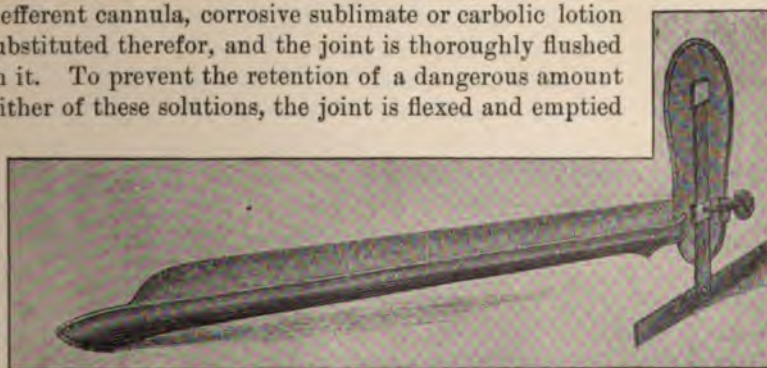 efferent cannula, corrosive sublimate or carbolic lotion
ubstituted therefor, and the joint is thoroughly flushed
it. To prevent the retention of a dangerous amount
ither of these solutions, the joint is flexed and emptied